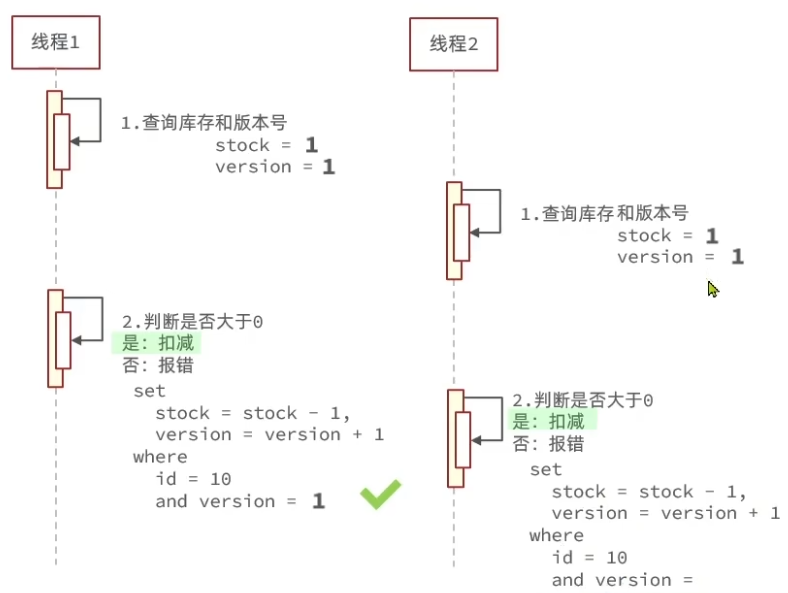 线程1
1.查询库存和版本号
stock = 1
version = 1
2.判断是否大于0
是：扣减
否：报错
set
stock = stock - 1,
version = version + 1
where
id = 10
and version = 1
线程2
1.查询库存和版本号
stock = 1
version = 1
2.判断是否大于0
是：扣减
否：报错
set
stock = stock - 1,
version = version + 1
where
id = 10
and version =